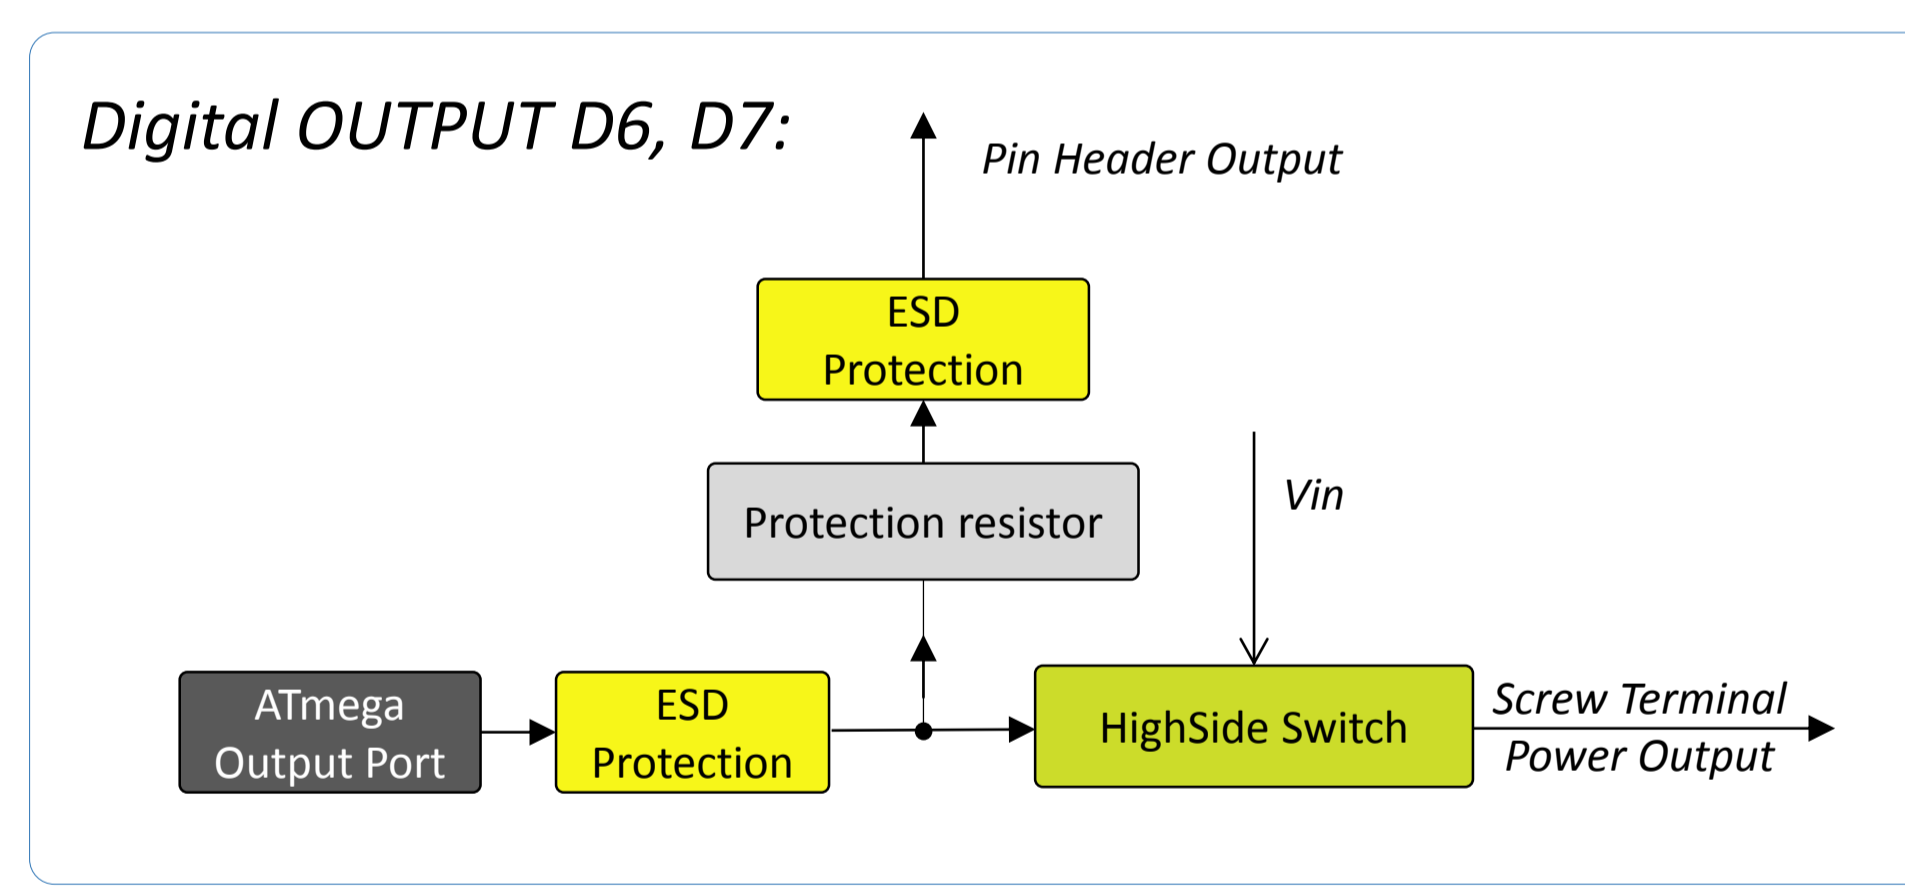 Digital OUTPUT D6, D7:
Pin Header Output
ESD
Protection
Protection resistor
Vin
ATmega
Output Port
ESD
Protection
HighSide Switch
Screw Terminal
Power Output